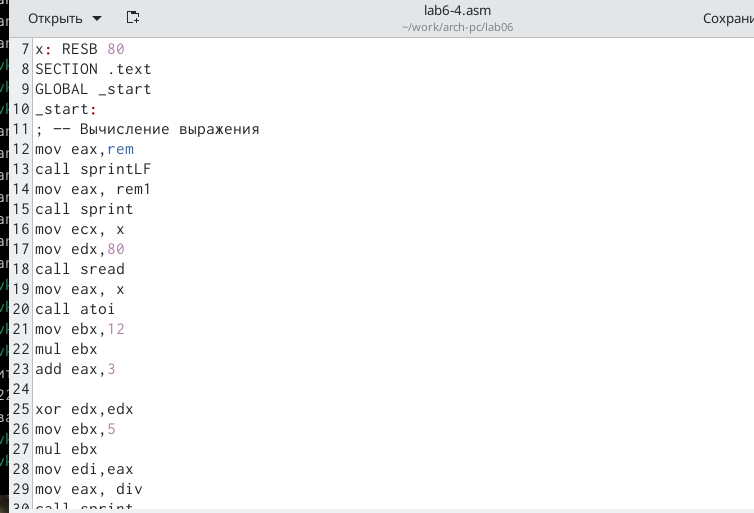 Открыть
lab6-4.asm
~/work/arch-pc/lab06
Сохрани
7 x: RESB 80
8 SECTION .text
9 GLOBAL _start
10 _start:
11 ; -- Вычисление выражения
12 mov eax,rem
13 call sprintLF
14 mov eax, rem1
15 call sprint
16 mov ecx, x
17 mov edx,80
18 call sread
19 mov eax, x
20 call atoi
21 mov ebx,12
22 mul ebx
23 add eax,3
24
25 xor edx,edx
26 mov ebx,5
27 mul ebx
28 mov edi,eax
29 mov eax, div
30 call sprint